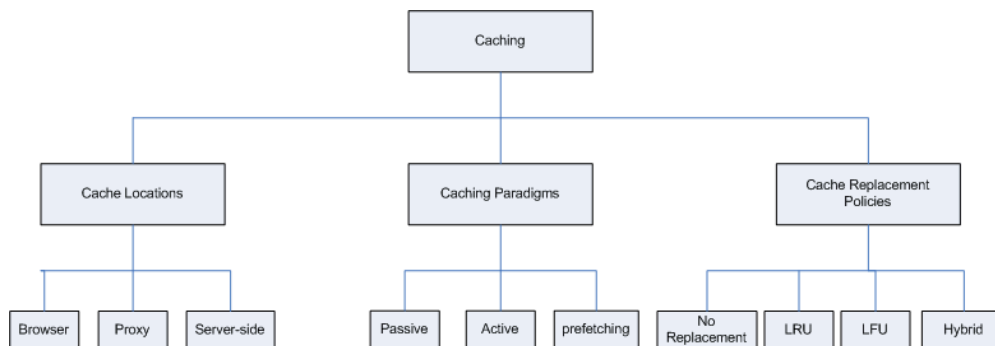 Caching
Cache Locations
Caching Paradigms
Cache Replacement
Policies
Browser
Proxy
Server-side
Passive
Active
prefetching
No
Replacement
LRU
LFU
Hybrid